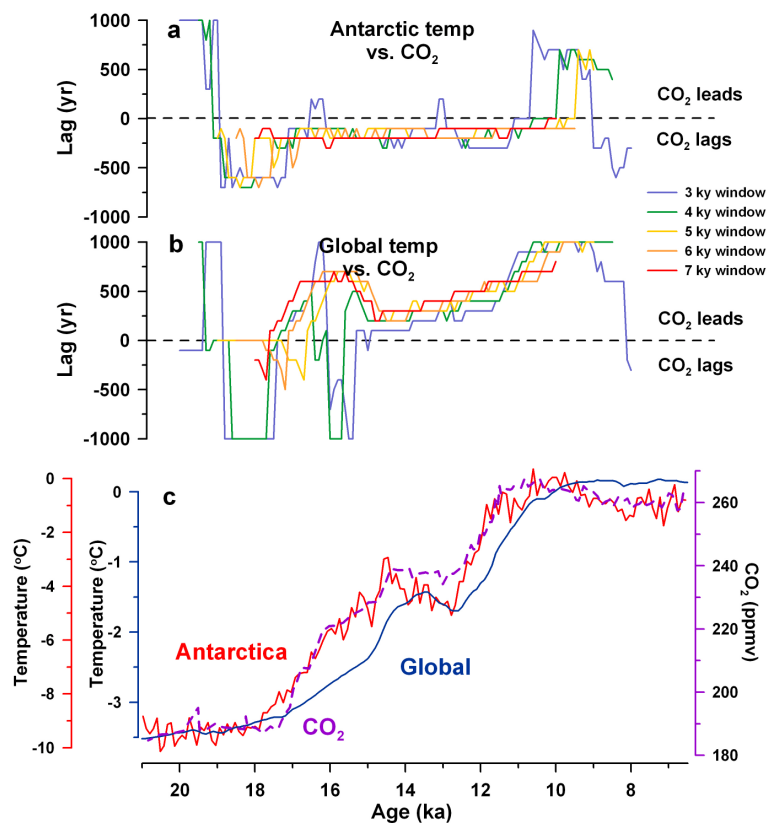 a
Antarctic temp
vs. CO₂
1000
500
0
-500
-1000
Lag (yr)
CO₂ leads
CO₂ lags
3 ky window
4 ky window
5 ky window
6 ky window
7 ky window
b
Global temp
vs. CO₂
1000
500
0
-500
-1000
Lag (yr)
CO₂ leads
CO₂ lags
c
0
-2
-4
-6
-8
-10
Temperature (°C)
0
-1
-2
-3
Temperature (°C)
Antarctica
Global
CO₂
260
240
220
200
180
CO₂ (ppmv)
20 18 16 14 12 10 8
Age (ka)